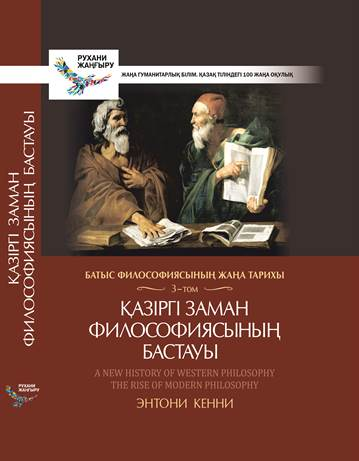 РУХАНИ
ЖАҢҒЫРУ
ЖАҢА ГУМАНИТАРЛЫҚ БІЛІМ. ҚАЗАҚ ТІЛІНДЕГІ 100 ЖАҢА ОҚУЛЫҚ
ҚАЗІРГІ ЗАМАН
ФИЛОСОФИЯСЫНЫҢ БАСТАУЫ
РУХАНИ
ЖАҢҒЫРУ
БАТЫС ФИЛОСОФИЯСЫНЫҢ ЖАҢА ТАРИХЫ
3-ТОМ
ҚАЗІРГІ ЗАМАН
ФИЛОСОФИЯСЫНЫҢ
БАСТАУЫ
A NEW HISTORY OF WESTERN PHILOSOPHY
THE RISE OF MODERN PHILOSOPHY
ЭНТОНИ КЕННИ